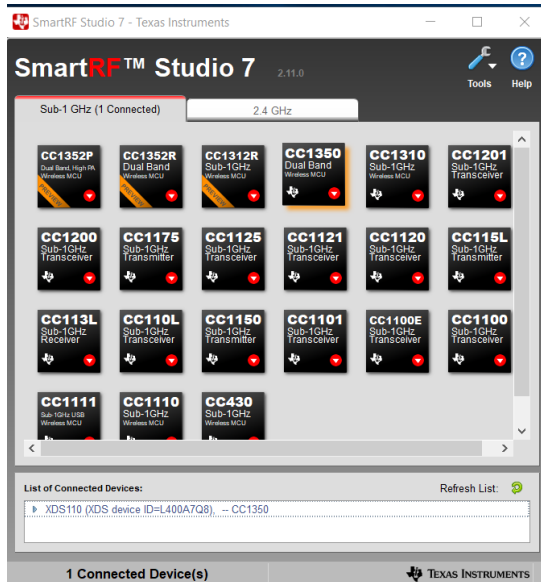 SmartRF Studio 7 - Texas Instruments
SmartRF™ Studio 7 2.11.0
Tools Help
Sub-1 GHz (1 Connected) 2.4 GHz
CC1352P
Dual Band, High PA
Wireless MCU
PREVIEW
CC1352R
Dual Band
Wireless MCU
PREVIEW
CC1312R
Sub-1GHz
Wireless MCU
PREVIEW
CC1350
Dual Band
Wireless MCU
CC1310
Sub-1GHz
Wireless MCU
CC1201
Sub-1GHz
Transceiver
CC1200
Sub-1GHz
Transceiver
CC1175
Sub-1GHz
Transmitter
CC1125
Sub-1GHz
Transceiver
CC1121
Sub-1GHz
Transceiver
CC1120
Sub-1GHz
Transceiver
CC115L
Sub-1GHz
Transmitter
CC113L
Sub-1GHz
Receiver
CC110L
Sub-1GHz
Transceiver
CC1150
Sub-1GHz
Transmitter
CC1101
Sub-1GHz
Transceiver
CC1100E
Sub-1GHz
Transceiver
CC1100
Sub-1GHz
Transceiver
CC1111
Sub-1GHz USB
Wireless MCU
CC1110
Sub-1GHz
Wireless MCU
CC430
Sub-1GHz
Wireless MCU
List of Connected Devices: Refresh List:
XDS110 (XDS device ID=L400A7Q8), -- CC1350
1 Connected Device(s) TEXAS INSTRUMENTS